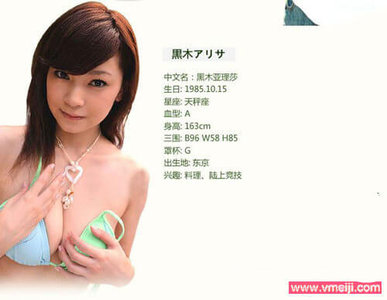 黒木アリサ
中文名：黑木亚理莎
生日: 1985.10.15
星座: 天秤座
血型: A
身高: 163cm
三围: B96 W58 H85
罩杯: G
出生地: 东京
兴趣: 料理、陆上竞技
www.vmeiji.com